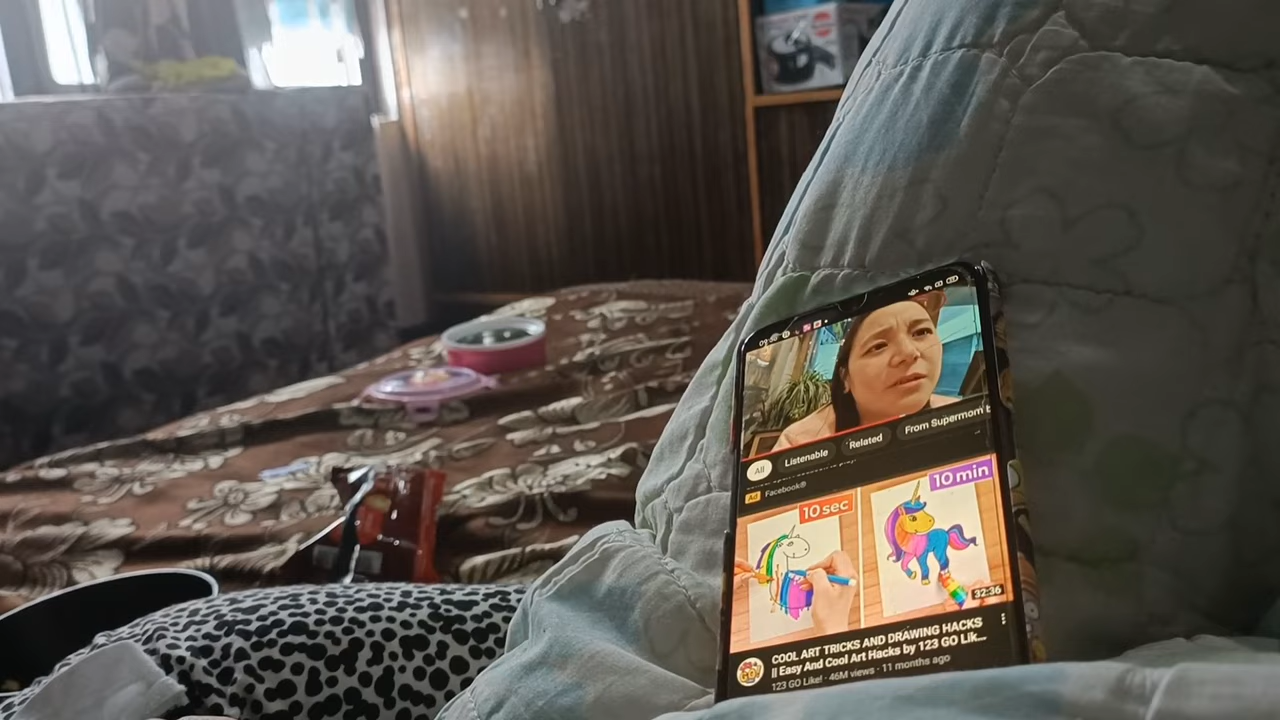 All
Listenable
Related
From Supermom
Ad
Facebook®
10 sec
10 min
32:36
COOL ART TRICKS AND DRAWING HACKS
|| Easy And Cool Art Hacks by 123 GO Lik...
123 GO Like! · 46M views · 11 months ago
GO!